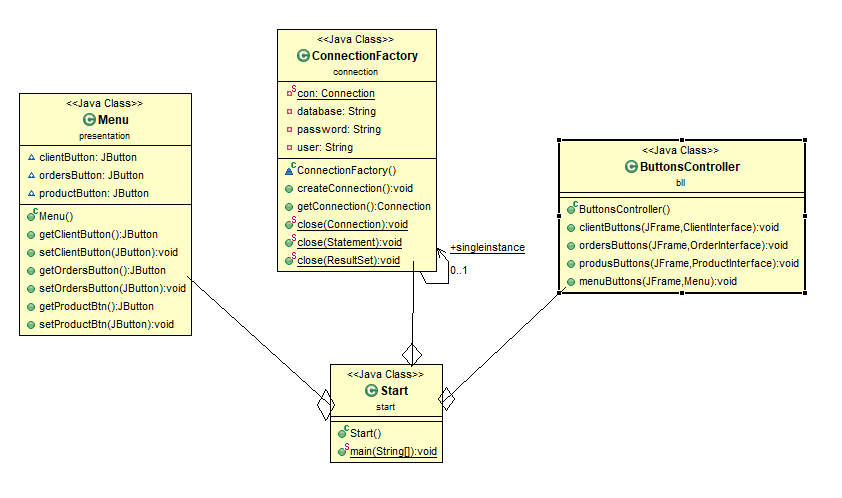 <<Java Class>>
Menu
presentation
clientButton: JButton
ordersButton: JButton
productButton: JButton
Menu()
getClientButton():JButton
setClientButton(JButton):void
getOrdersButton():JButton
setOrdersButton(JButton):void
getProductBtn():JButton
setProductBtn(JButton):void
<<Java Class>>
ConnectionFactory
connection
con: Connection
database: String
password: String
user: String
ConnectionFactory()
createConnection():void
getConnection():Connection
close(Connection):void
close(Statement):void
close(ResultSet):void
+singleinstance
0..1
<<Java Class>>
ButtonsController
bll
ButtonsController()
clientButtons(JFrame,ClientInterface):void
ordersButtons(JFrame,OrderInterface):void
produsButtons(JFrame,ProductInterface):void
menuButtons(JFrame,Menu):void
<<Java Class>>
Start
start
Start()
main(String[]):void